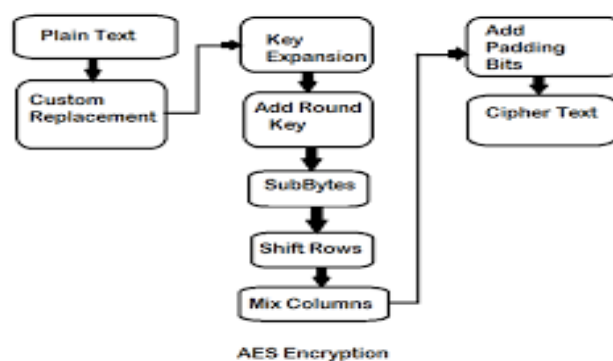 Plain Text
Custom
Replacement
Key
Expansion
Add Round
Key
SubBytes
Shift Rows
Mix Columns
Add
Padding
Bits
Cipher Text
AES Encryption